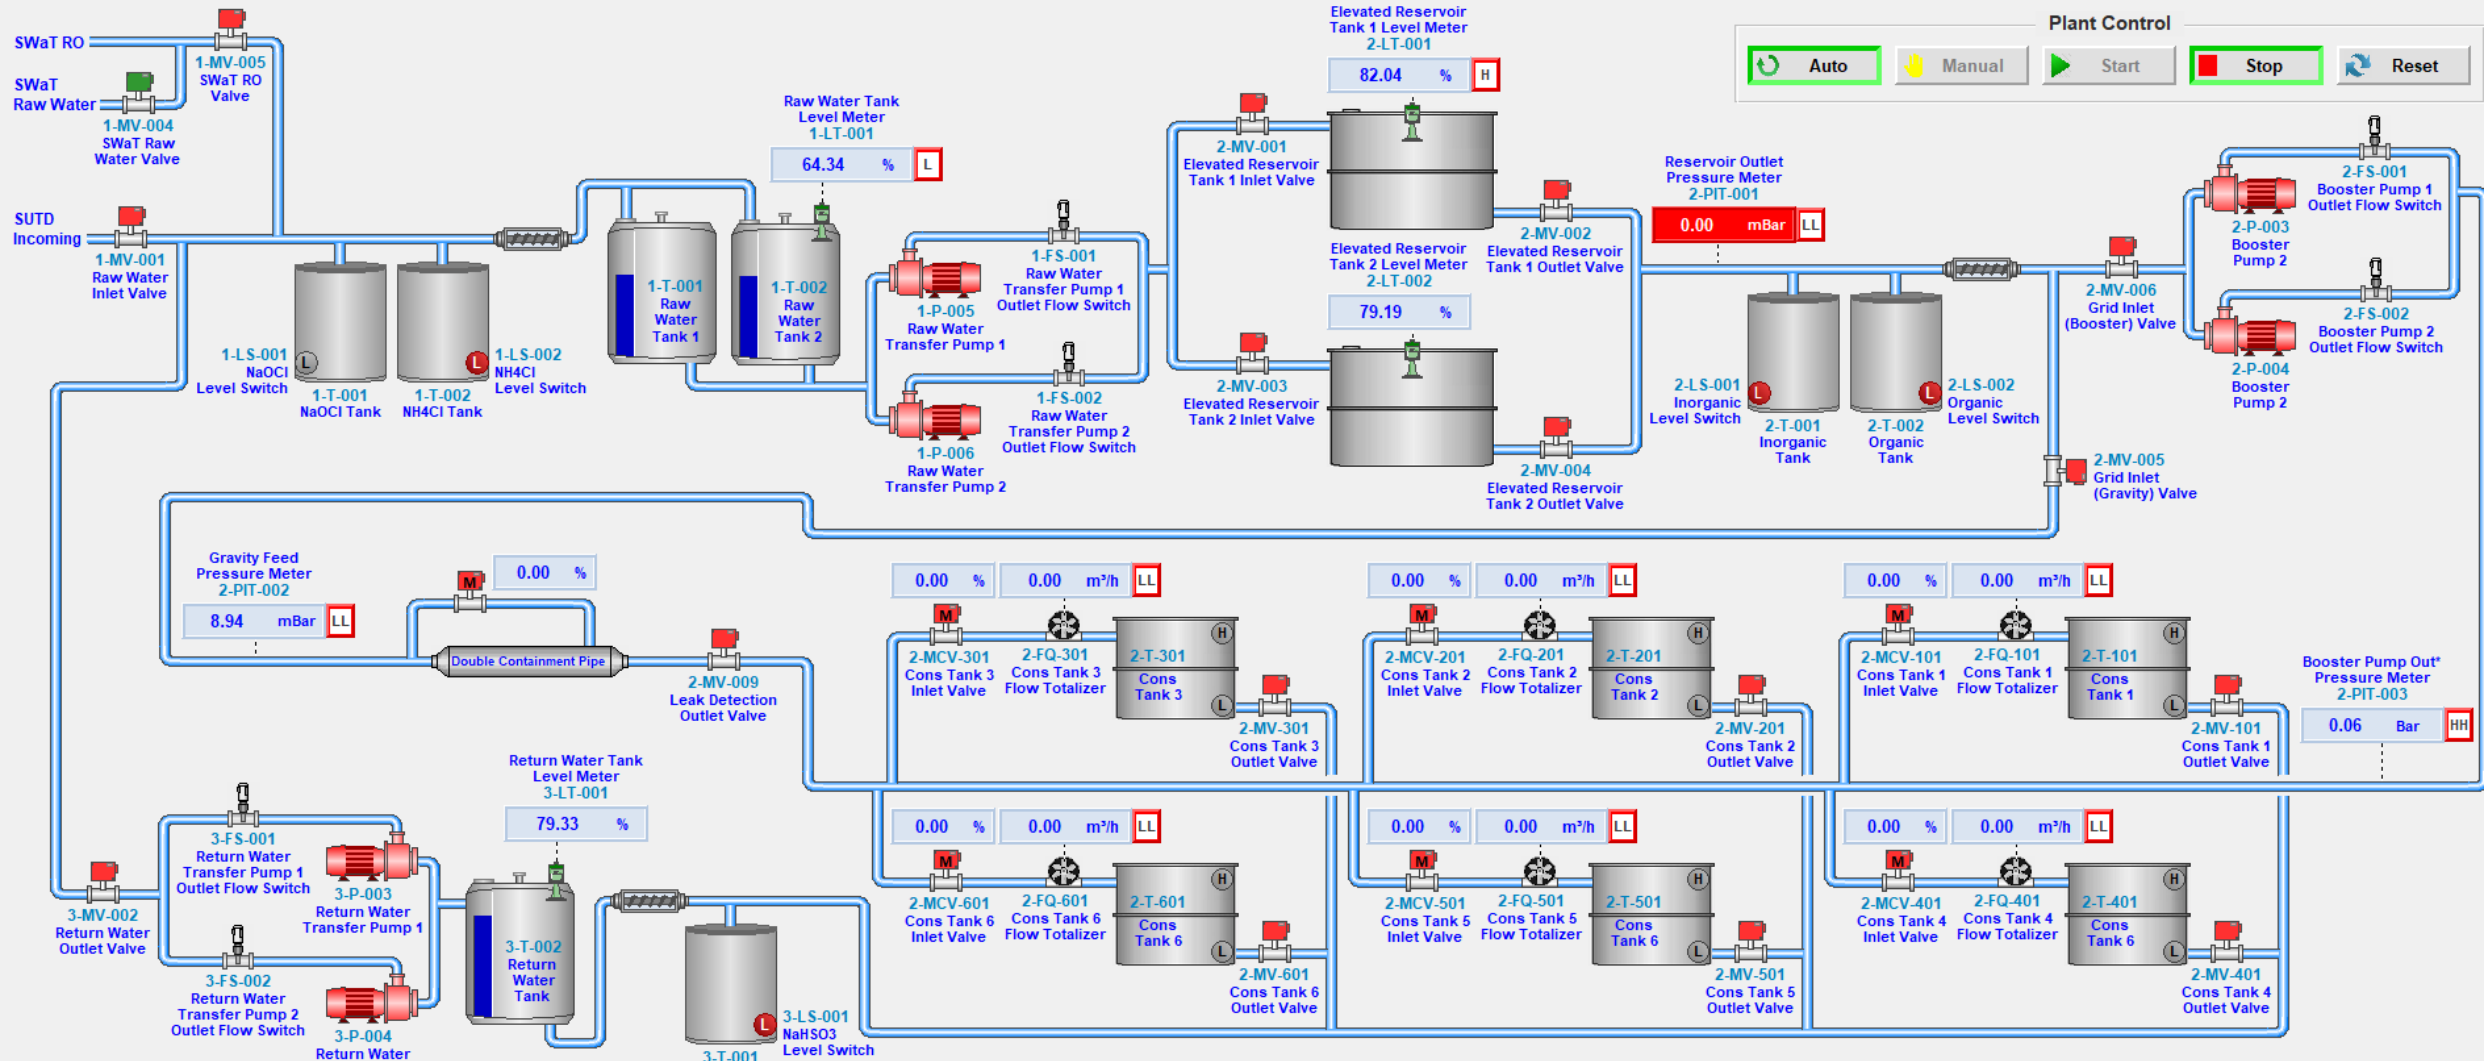 Plant Control
Auto
Manual
Start
Stop
Reset
SWaT RO
1-MV-005
SWaT RO
Valve
SWaT
Raw Water
1-MV-004
SWaT Raw
Water Valve
SUTD
Incoming
1-MV-001
Raw Water
Inlet Valve
1-LS-001
NaOCl
Level Switch
L
1-T-001
NaOCl Tank
L
1-LS-002
NH4Cl
Level Switch
1-T-002
NH4Cl Tank
Raw Water Tank
Level Meter
1-LT-001
64.34 %
L
1-T-001
Raw
Water
Tank 1
1-T-002
Raw
Water
Tank 2
1-P-005
Raw Water
Transfer Pump 1
1-P-006
Raw Water
Transfer Pump 2
1-FS-001
Raw Water
Transfer Pump 1
Outlet Flow Switch
1-FS-002
Raw Water
Transfer Pump 2
Outlet Flow Switch
Elevated Reservoir
Tank 1 Level Meter
2-LT-001
82.04 %
H
2-MV-001
Elevated Reservoir
Tank 1 Inlet Valve
2-MV-002
Elevated Reservoir
Tank 1 Outlet Valve
Elevated Reservoir
Tank 2 Level Meter
2-LT-002
79.19 %
2-MV-003
Elevated Reservoir
Tank 2 Inlet Valve
2-MV-004
Elevated Reservoir
Tank 2 Outlet Valve
Reservoir Outlet
Pressure Meter
2-PIT-001
0.00 mBar
LL
2-LS-001
Inorganic
Level Switch
L
2-T-001
Inorganic
Tank
L
2-LS-002
Organic
Level Switch
2-T-002
Organic
Tank
2-MV-006
Grid Inlet
(Booster) Valve
2-MV-005
Grid Inlet
(Gravity) Valve
2-FS-001
Booster Pump 1
Outlet Flow Switch
2-P-003
Booster
Pump 2
2-FS-002
Booster Pump 2
Outlet Flow Switch
2-P-004
Booster
Pump 2
Gravity Feed
Pressure Meter
2-PIT-002
8.94 mBar
LL
M
0.00 %
Double Containment Pipe
2-MV-009
Leak Detection
Outlet Valve
0.00 %
0.00 m³/h
LL
M
2-MCV-301
Cons Tank 3
Inlet Valve
2-FQ-301
Cons Tank 3
Flow Totalizer
H
2-T-301
Cons
Tank 3
L
2-MV-301
Cons Tank 3
Outlet Valve
0.00 %
0.00 m³/h
LL
M
2-MCV-201
Cons Tank 2
Inlet Valve
2-FQ-201
Cons Tank 2
Flow Totalizer
H
2-T-201
Cons
Tank 2
L
2-MV-201
Cons Tank 2
Outlet Valve
0.00 %
0.00 m³/h
LL
M
2-MCV-101
Cons Tank 1
Inlet Valve
2-FQ-101
Cons Tank 1
Flow Totalizer
H
2-T-101
Cons
Tank 1
L
2-MV-101
Cons Tank 1
Outlet Valve
Booster Pump Out*
Pressure Meter
2-PIT-003
0.06 Bar
HH
3-FS-001
Return Water
Transfer Pump 1
Outlet Flow Switch
3-P-003
Return Water
Transfer Pump 1
3-MV-002
Return Water
Outlet Valve
3-FS-002
Return Water
Transfer Pump 2
Outlet Flow Switch
3-P-004
Return Water
Return Water Tank
Level Meter
3-LT-001
79.33 %
3-T-002
Return
Water
Tank
L
3-LS-001
NaHSO3
Level Switch
3-T-001
0.00 %
0.00 m³/h
LL
M
2-MCV-601
Cons Tank 6
Inlet Valve
2-FQ-601
Cons Tank 6
Flow Totalizer
H
2-T-601
Cons
Tank 6
L
2-MV-601
Cons Tank 6
Outlet Valve
0.00 %
0.00 m³/h
LL
M
2-MCV-501
Cons Tank 5
Inlet Valve
2-FQ-501
Cons Tank 5
Flow Totalizer
H
2-T-501
Cons
Tank 6
L
2-MV-501
Cons Tank 5
Outlet Valve
0.00 %
0.00 m³/h
LL
M
2-MCV-401
Cons Tank 4
Inlet Valve
2-FQ-401
Cons Tank 4
Flow Totalizer
H
2-T-401
Cons
Tank 6
L
2-MV-401
Cons Tank 4
Outlet Valve